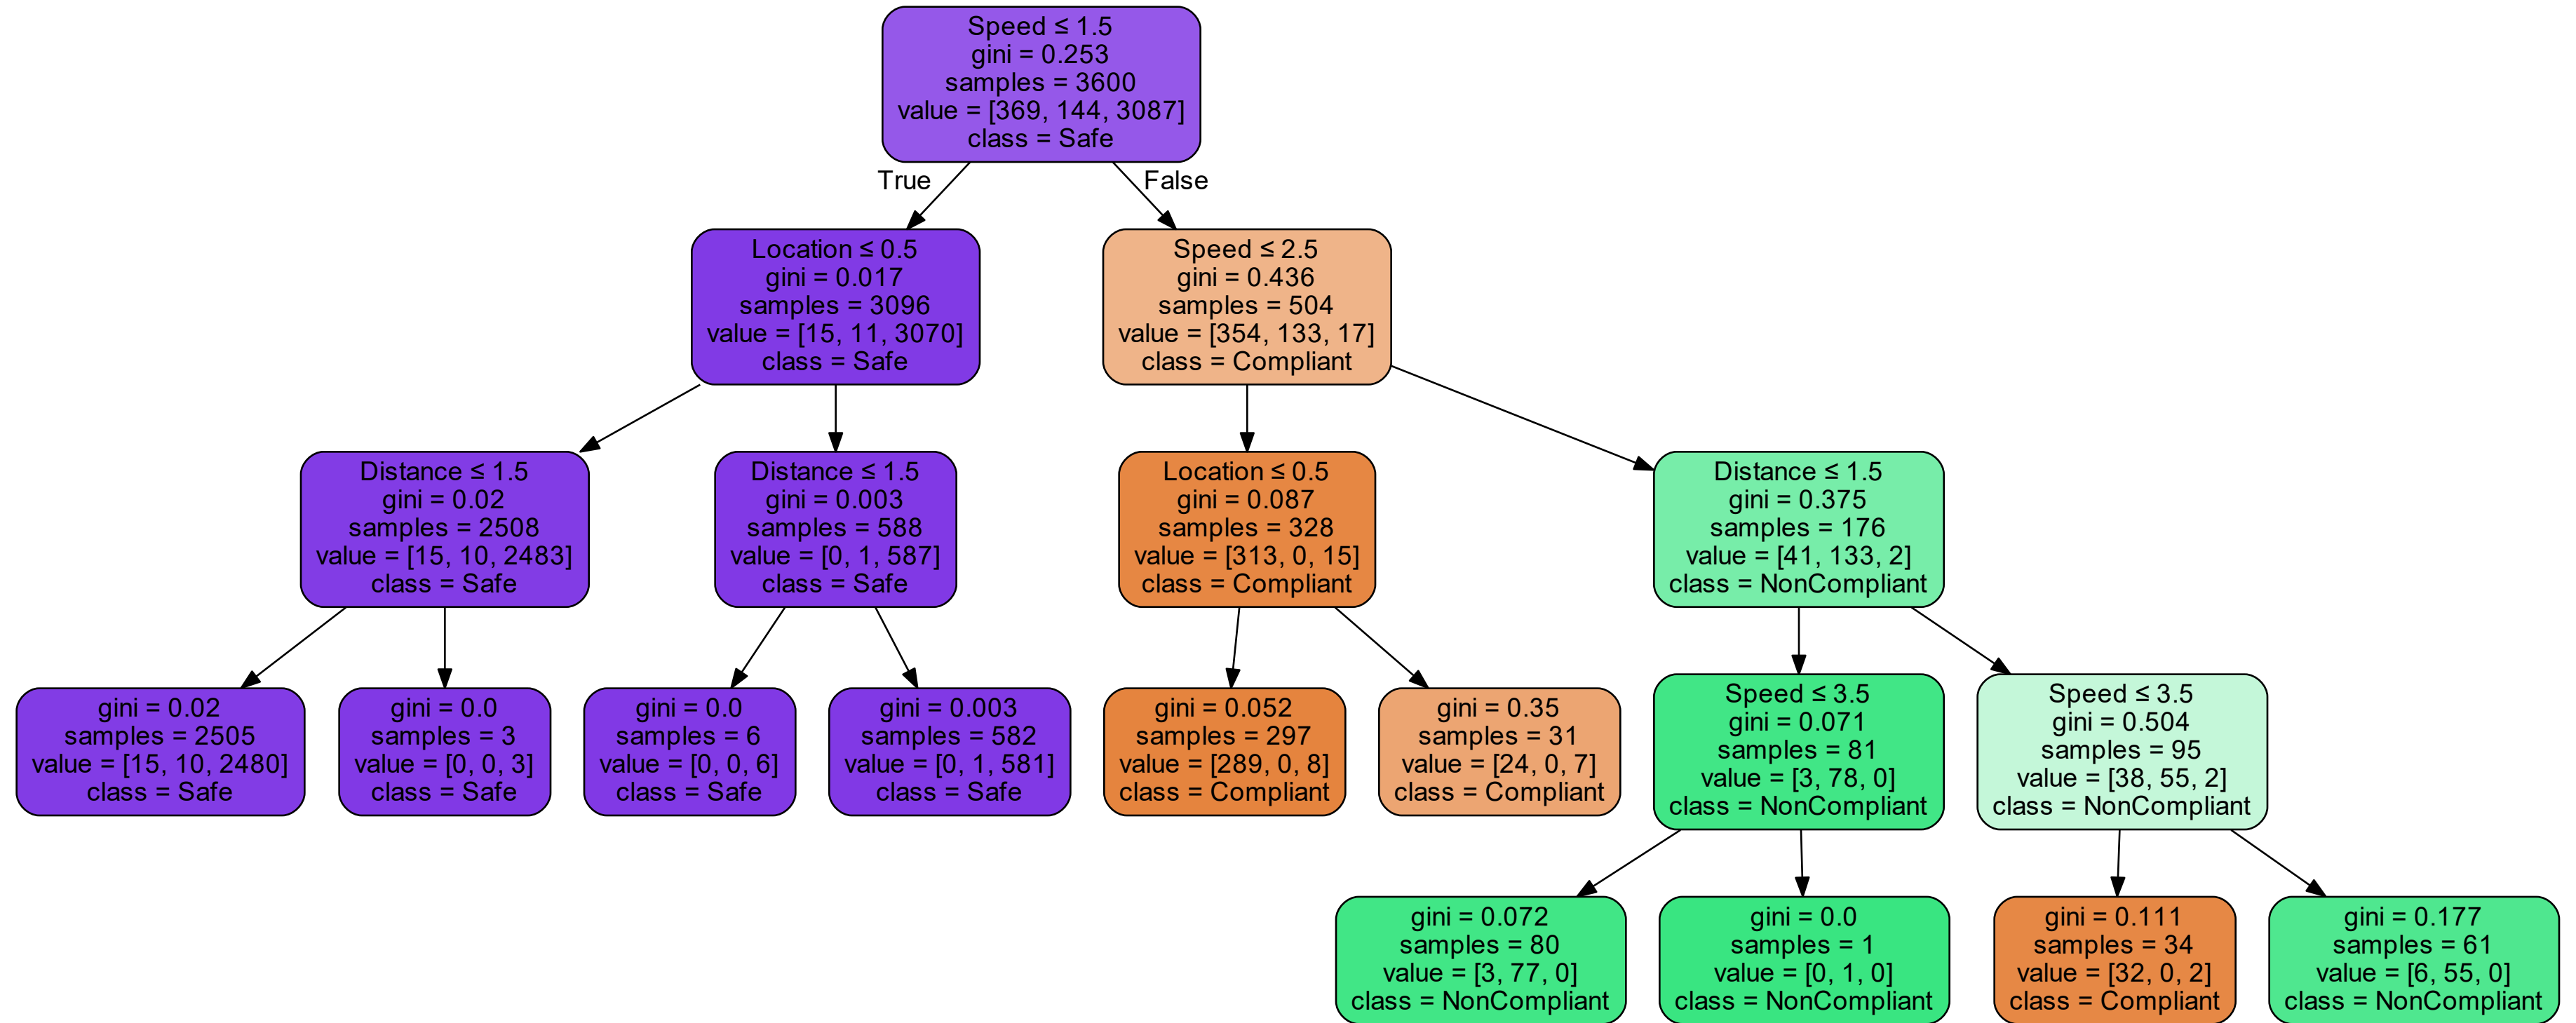 Speed ≤ 1.5
gini = 0.253
samples = 3600
value = [369, 144, 3087]
class = Safe
True
False
Location ≤ 0.5
gini = 0.017
samples = 3096
value = [15, 11, 3070]
class = Safe
Speed ≤ 2.5
gini = 0.436
samples = 504
value = [354, 133, 17]
class = Compliant
Distance ≤ 1.5
gini = 0.02
samples = 2508
value = [15, 10, 2483]
class = Safe
Distance ≤ 1.5
gini = 0.003
samples = 588
value = [0, 1, 587]
class = Safe
Location ≤ 0.5
gini = 0.087
samples = 328
value = [313, 0, 15]
class = Compliant
Distance ≤ 1.5
gini = 0.375
samples = 176
value = [41, 133, 2]
class = NonCompliant
gini = 0.02
samples = 2505
value = [15, 10, 2480]
class = Safe
gini = 0.0
samples = 3
value = [0, 0, 3]
class = Safe
gini = 0.0
samples = 6
value = [0, 0, 6]
class = Safe
gini = 0.003
samples = 582
value = [0, 1, 581]
class = Safe
gini = 0.052
samples = 297
value = [289, 0, 8]
class = Compliant
gini = 0.35
samples = 31
value = [24, 0, 7]
class = Compliant
Speed ≤ 3.5
gini = 0.071
samples = 81
value = [3, 78, 0]
class = NonCompliant
Speed ≤ 3.5
gini = 0.504
samples = 95
value = [38, 55, 2]
class = NonCompliant
gini = 0.072
samples = 80
value = [3, 77, 0]
class = NonCompliant
gini = 0.0
samples = 1
value = [0, 1, 0]
class = NonCompliant
gini = 0.111
samples = 34
value = [32, 0, 2]
class = Compliant
gini = 0.177
samples = 61
value = [6, 55, 0]
class = NonCompliant